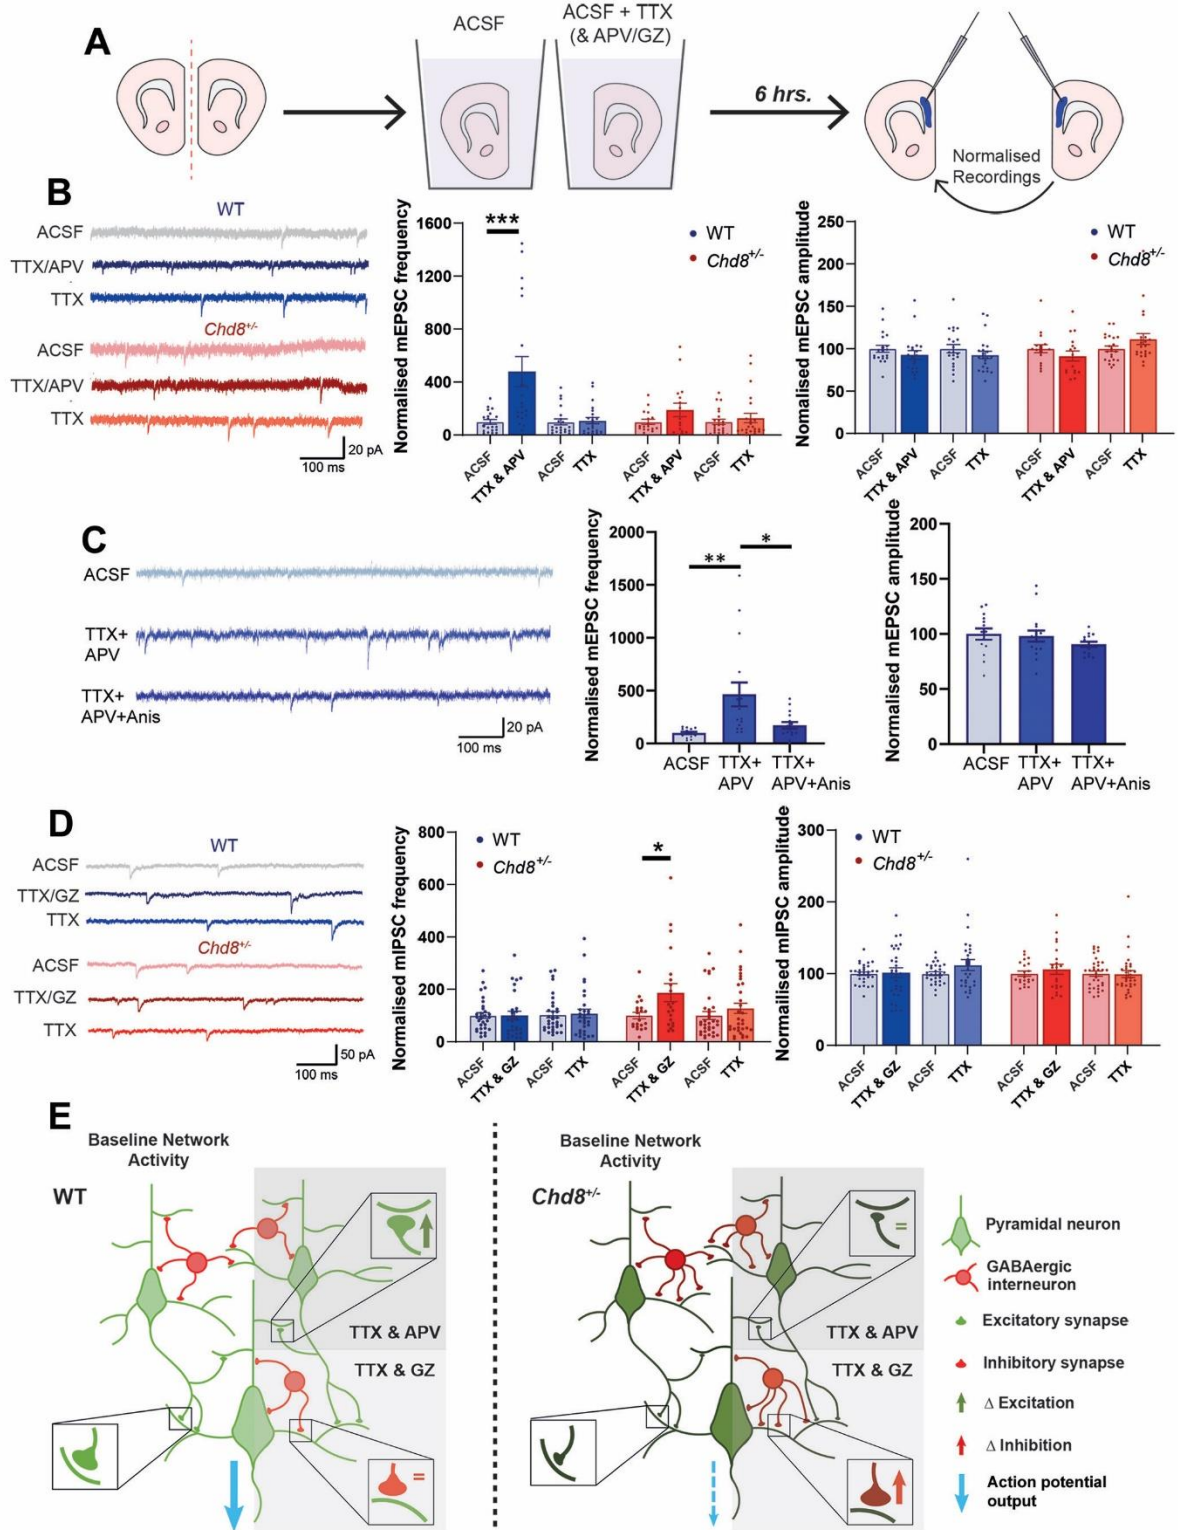 A
ACSF
ACSF + TTX
(& APV/GZ)
6 hrs.
Normalised
Recordings
B
WT
ACSF
TTX/APV
TTX
Chd8+/-
ACSF
TTX/APV
TTX
20 pA
100 ms
Normalised mEPSC frequency
1600
1200
800
400
0
***
WT
Chd8+/-
ACSF
TTX & APV
ACSF
TTX
ACSF
TTX & APV
ACSF
TTX
Normalised mEPSC amplitude
250
200
150
100
50
0
WT
Chd8+/-
ACSF
TTX & APV
ACSF
TTX
ACSF
TTX & APV
ACSF
TTX
C
ACSF
TTX+
APV
TTX+
APV+Anis
20 pA
100 ms
Normalised mEPSC frequency
2000
1500
1000
500
0
**
*
ACSF
TTX+
APV
TTX+
APV+Anis
Normalised mEPSC amplitude
200
150
100
50
0
ACSF
TTX+
APV
TTX+
APV+Anis
D
WT
ACSF
TTX/GZ
TTX
Chd8+/-
ACSF
TTX/GZ
TTX
50 pA
100 ms
Normalised mIPSC frequency
800
600
400
200
0
WT
Chd8+/-
*
ACSF
TTX & GZ
ACSF
TTX
ACSF
TTX & GZ
ACSF
TTX
Normailised mIPSC amplitude
300
200
100
0
WT
Chd8+/-
ACSF
TTX & GZ
ACSF
TTX
ACSF
TTX & GZ
ACSF
TTX
E
Baseline Network
Activity
WT
=
TTX & APV
TTX & GZ
Baseline Network
Activity
Chd8+/-
=
TTX & APV
TTX & GZ
Pyramidal neuron
GABAergic
interneuron
Excitatory synapse
Inhibitory synapse
Δ Excitation
Δ Inhibition
Action potential
output